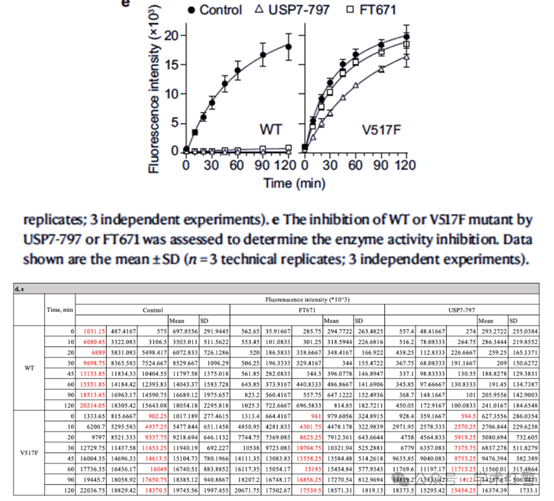 e
Control USP7-797 FT671
Fluorescence intensity (×10³)
20
15
10
5
0
WT
V517F
0 30 60 90 120 0 30 60 90 120
Time (min)
replicates; 3 independent experiments). e The inhibition of WT or V517F mutant by
USP7-797 or FT671 was assessed to determine the enzyme activity inhibition. Data
shown are the mean ± SD (n = 3 technical replicates; 3 independent experiments).
d, e
Fluorenscence intensity (*10^3)
Time, min Control FT671 USP7-797
Mean SD Mean SD Mean SD
WT
0 1031.15 487.4167 575 697.8556 291.9445 562.65 35.91667 285.75 294.7722 263.4825 557.4 48.41667 274 293.2722 255.0384
10 4080.45 3322.083 3106.5 3503.011 511.5622 553.45 101.0833 301.25 318.5944 226.6816 516.2 78.08333 264.75 286.3444 219.8552
20 6889 5831.083 5498.417 6072.833 726.1286 520 186.5833 338.6667 348.4167 166.922 438.25 112.8333 226.6667 259.25 165.1371
30 9698.75 8365.583 7524.667 8529.667 1096.29 506.25 196.3333 329.4167 344 155.4722 367.75 68.08333 191.1667 209 150.6272
45 13153.85 11834.33 10404.55 11797.58 1375.018 561.85 282.0833 344.3 396.0778 146.894 337.1 98.83333 130.55 188.8278 129.3831
60 15551.85 14184.42 12393.83 14043.37 1583.728 645.85 373.9167 440.8333 486.8667 141.6906 345.85 97.66667 130.8333 191.45 134.7387
90 18513.45 16963.17 14590.75 16689.12 1975.657 823.2 560.4167 557.75 647.1222 152.4936 368.7 148.1667 101 205.9556 142.9003
120 20214.05 18305.42 15643.08 18054.18 2295.818 1025.3 722.6667 696.5833 814.85 182.7211 450.05 172.9167 100.0833 241.0167 184.6548
V517F
0 1333.65 815.6667 902.25 1017.189 277.4615 1313.4 664.4167 961 979.6056 324.8915 928.4 359.1667 594.5 627.3556 286.0354
10 6200.7 5295.583 4937.25 5477.844 651.1458 4850.95 4281.833 4301.75 4478.178 322.9839 2971.95 2578.333 2570.25 2706.844 229.6238
20 9797 8521.333 9337.75 9218.694 646.1132 7744.75 7369.083 8623.25 7912.361 643.6644 4758 4564.833 5919.25 5080.694 732.605
30 12729.75 11437.58 11653.25 11940.19 692.227 10538 9723.083 10704.75 10321.94 525.2881 6779 6357.083 7375.75 6837.278 511.8279
45 16004.35 14696.33 14613.5 15104.73 780.1966 14111.35 13083.83 13558.25 13584.48 514.2618 9635.85 9040.083 9753.25 9476.394 382.389
60 17736.35 16436.17 16049 16740.51 883.8852 16117.35 15054.17 15193 15454.84 577.9343 11769.6 11197.17 11713.25 11560.01 315.4864
90 19445.7 18058.92 17650.75 18385.12 940.8867 18207.2 16748.17 16856.25 17270.54 812.9694
120 22036.75 18829.42 18370.5 19745.56 1997.455 20671.75 17502.67 17539.5 18571.31 1819.13 18373.5 15295.42 15454.25 16374.39 1733.1